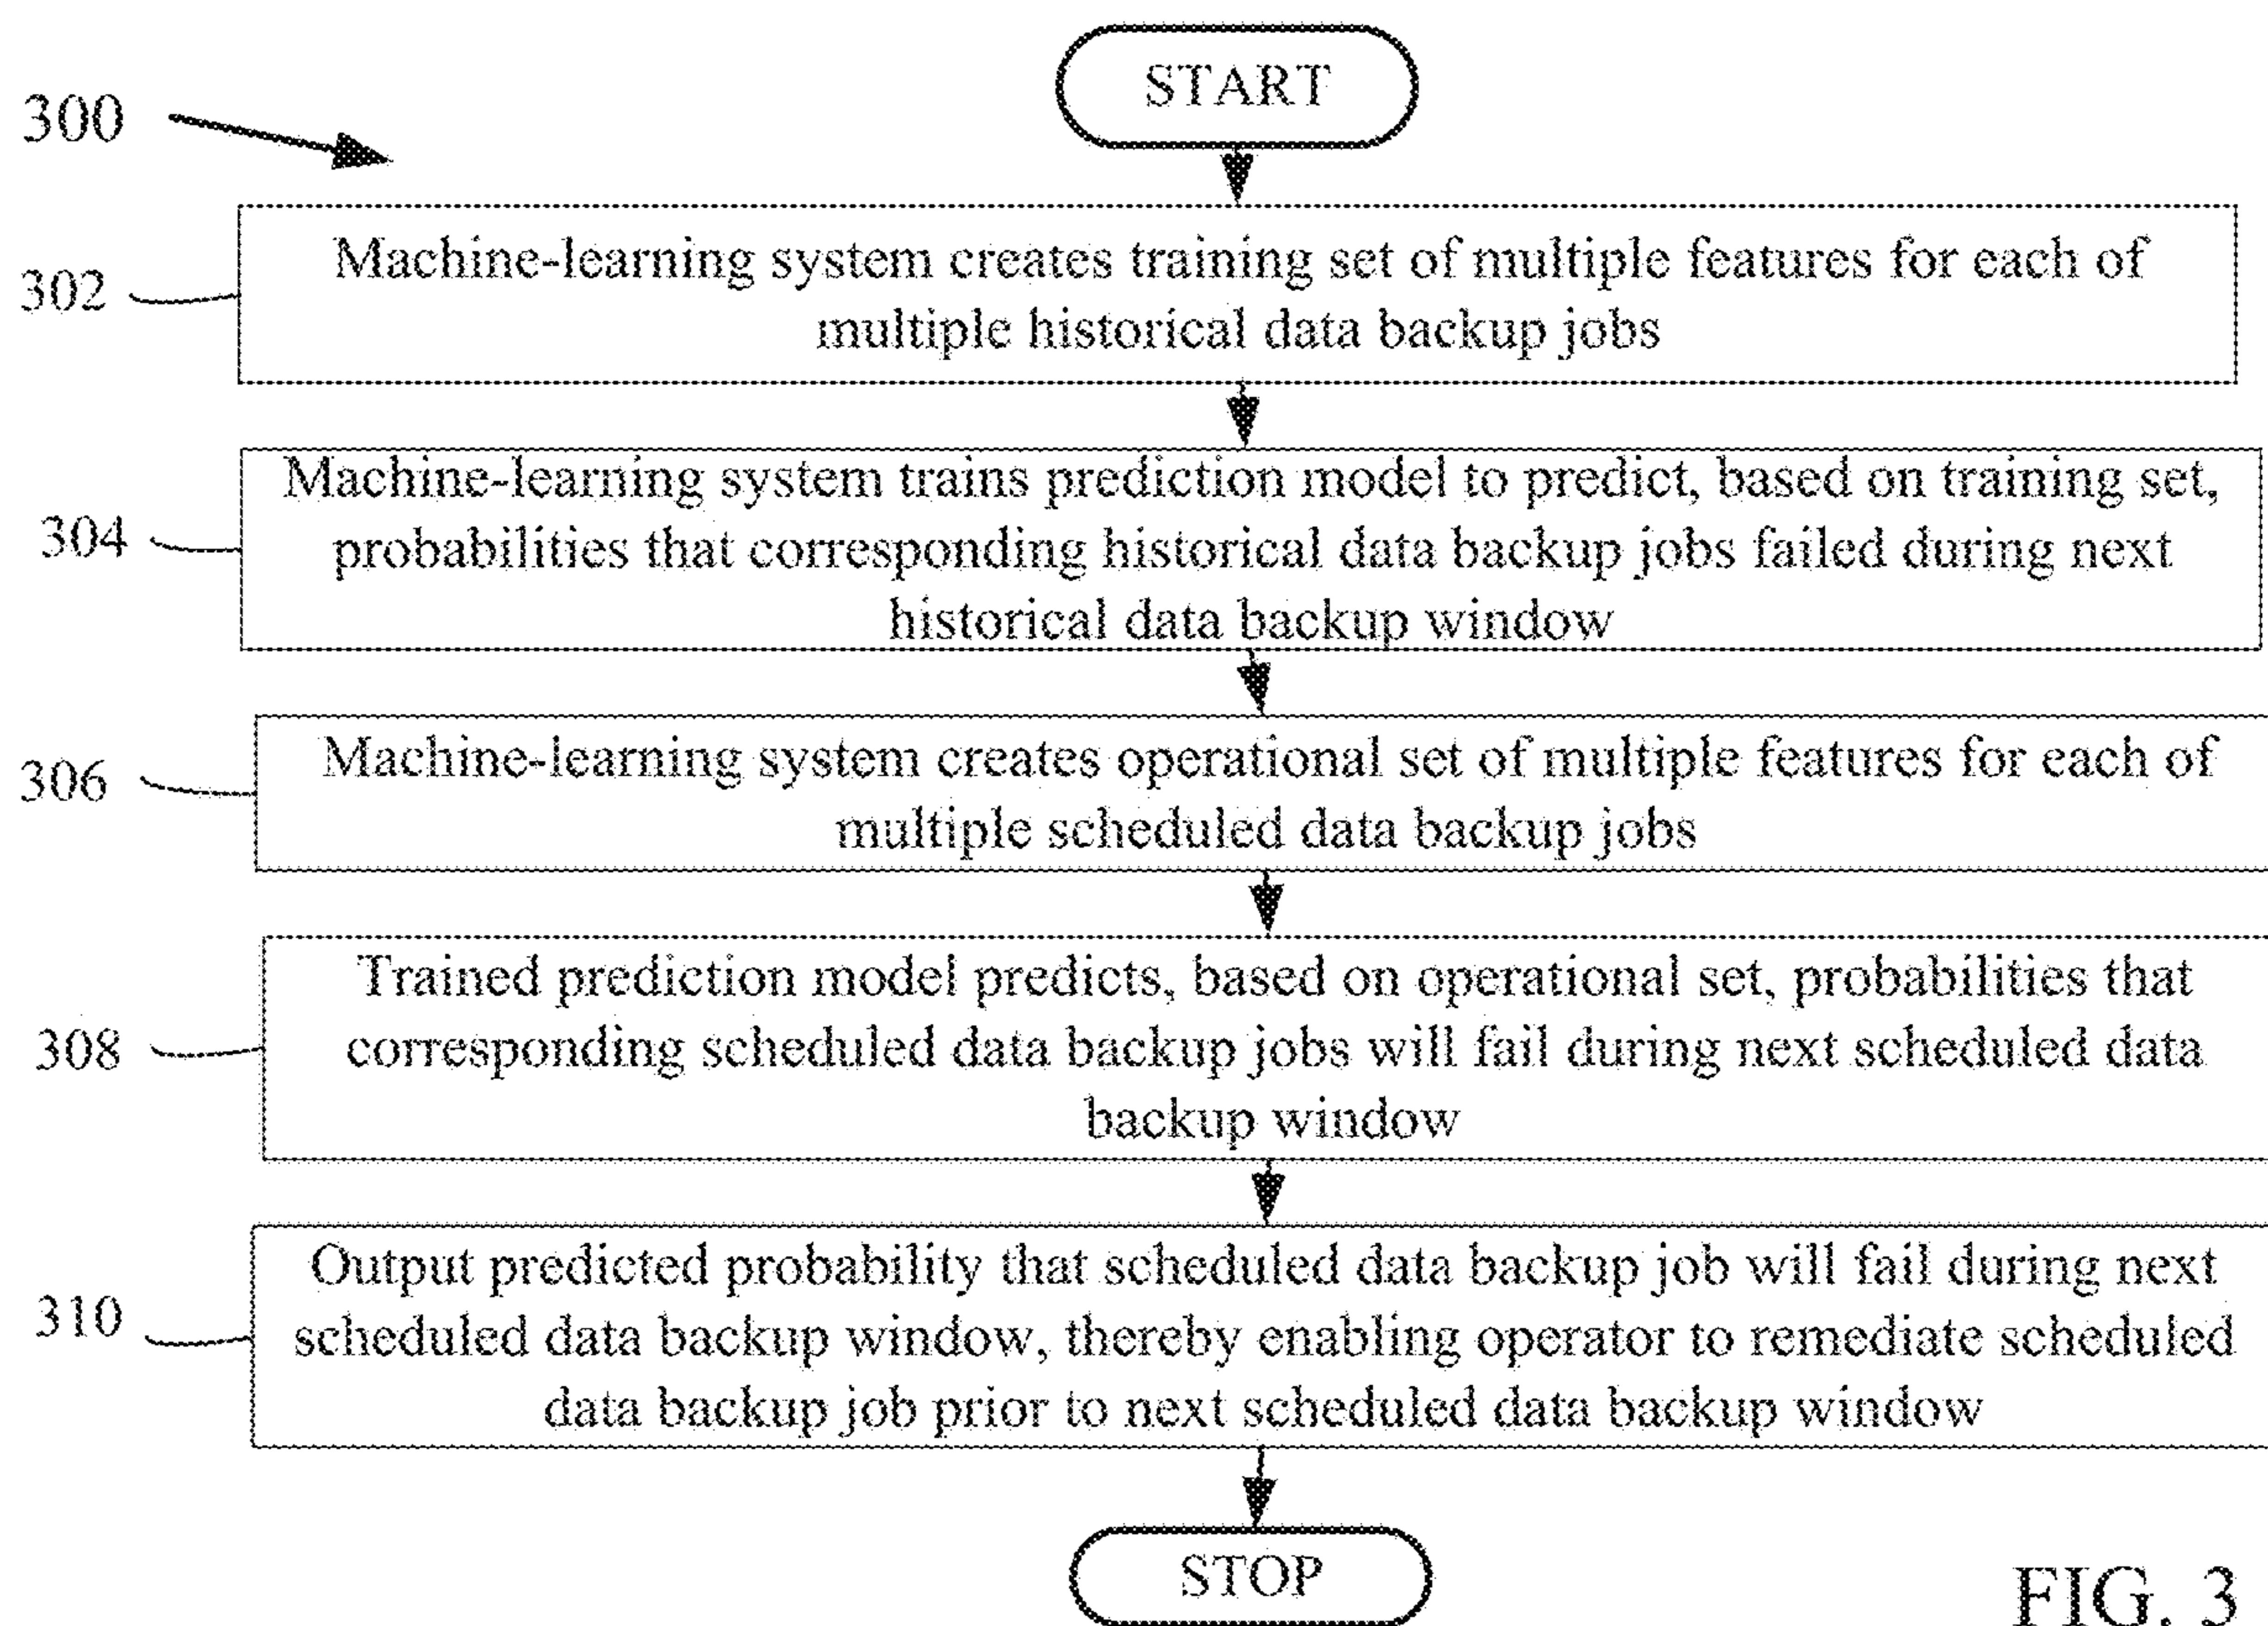 START
300
302
Machine-learning system creates training set of multiple features for each of
multiple historical data backup jobs
304
Machine-learning system trains prediction model to predict, based on training set,
probabilities that corresponding historical data backup jobs failed during next
historical data backup window
306
Machine-learning system creates operational set of multiple features for each of
multiple scheduled data backup jobs
308
Trained prediction model predicts, based on operational set, probabilities that
corresponding scheduled data backup jobs will fail during next scheduled data
backup window
310
Output predicted probability that scheduled data backup job will fail during next
scheduled data backup window, thereby enabling operator to remediate scheduled
data backup job prior to next scheduled data backup window
STOP
FIG. 3